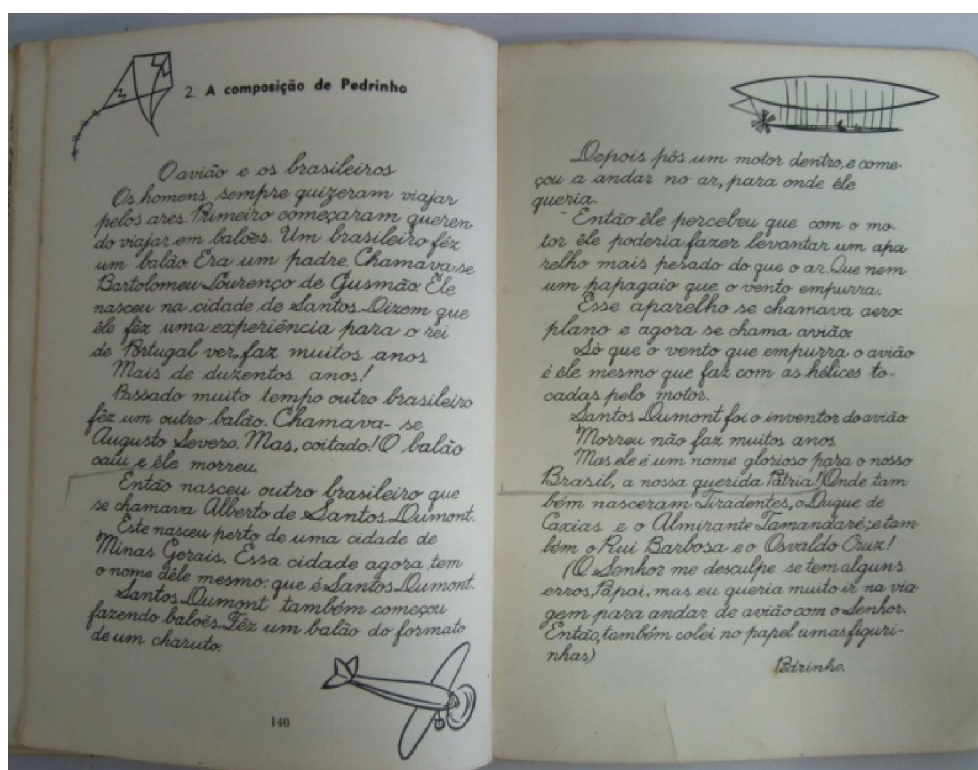 2. A composição de Pedrinho
O avião e os brasileiros
Os homens sempre quizeram viajar
pelos ares. Primeiro começaram queren
do viajar em balões. Um brasileiro fêz
um balão. Era um padre. Chamava-se
Bartolomeu Lourenço de Gusmão. Ele
nasceu na cidade de Santos. Dizem que
êle fêz uma experiência para o rei
de Portugal ver, faz muitos anos
Mais de duzentos anos!
Passado muito tempo outro brasileiro
fêz um outro balão. Chamava-se
Augusto Severo. Mas, coitado! O balão
caiu e êle morreu.
Então nasceu outro brasileiro que
se chamava Alberto de Santos Dumont.
Este nasceu perto de uma cidade de
Minas Gerais. Essa cidade agora tem
o nome dêle mesmo: que é Santos Dumont.
Santos Dumont também começou
fazendo balões. Fêz um balão do formato
de um charuto.
140
Depois pôs um motor dentro, e come-
çou a andar no ar, para onde êle
queria.
Então êle percebeu que com o mo-
tor êle poderia fazer levantar um apa
relho mais pesado do que o ar. Que nem
um papagaio que o vento empurra.
Esse aparelho se chamava aero
plano e agora se chama avião.
Só que o vento que empurra o avião
é êle mesmo que faz com as hélices to-
cadas pelo motor.
Santos Dumont foi o inventor do avião
Morreu não faz muitos anos.
Mas ele é um nome glorioso para o nosso
Brasil, a nossa querida Pátria! Onde tam
bém nasceram Tiradentes, o Duque de
Caxias e o Almirante Tamandaré; e tam
bém o Rui Barbosa e o Osvaldo Cruz!
(O Senhor me desculpe se tem alguns
erros, Papai, mas eu queria muito ir na via
gem para andar de avião com o Senhor.
Então, também colei no papel umas figuri-
nhas)
Pedrinho.